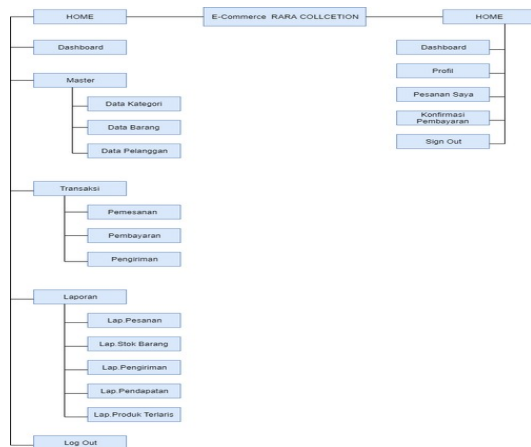 HOME
E-Commerce RARA COLLCETION
HOME
Dashboard
Master
Data Kategori
Data Barang
Data Pelanggan
Transaksi
Pemesanan
Pembayaran
Pengiriman
Laporan
Lap.Pesanan
Lap.Stok Barang
Lap.Pengiriman
Lap.Pendapatan
Lap.Produk Terlaris
Log Out
Dashboard
Profil
Pesanan Saya
Konfirmasi
Pembayaran
Sign Out